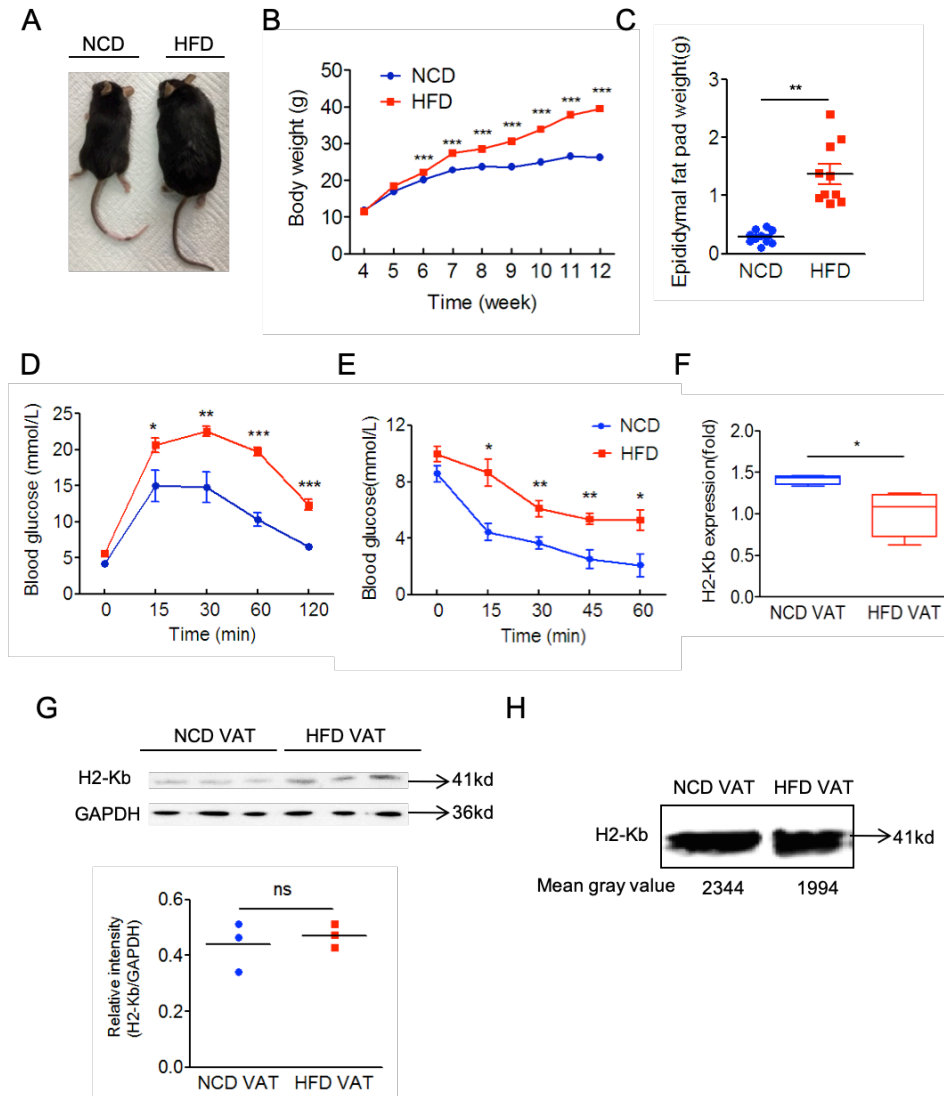 A
NCD HFD
B
Body weight (g)
50
40
30
20
10
0
NCD
HFD
*** *** *** *** *** *** ***
4 5 6 7 8 9 10 11 12
Time (week)
C
Epididymal fat pad weight(g)
3
2
1
0
**
NCD HFD
D
Blood glucose (mmol/L)
25
20
15
10
5
0
* ** *** ***
0 15 30 60 120
Time (min)
E
Blood glucose(mmol/L)
12
9
6
3
0
NCD
HFD
* ** ** *
0 15 30 45 60
Time (min)
F
H2-Kb expression(fold)
2.0
1.5
1.0
0.5
0.0
*
NCD VAT HFD VAT
G
NCD VAT HFD VAT
H2-Kb 41kd
GAPDH 36kd
Relative intensity
(H2-Kb/GAPDH)
0.6
0.4
0.2
0.0
ns
NCD VAT HFD VAT
H
NCD VAT HFD VAT
H2-Kb 41kd
Mean gray value 2344 1994